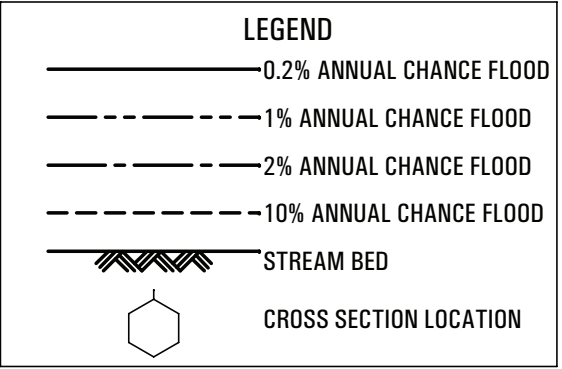 LEGEND
0.2% ANNUAL CHANCE FLOOD
1% ANNUAL CHANCE FLOOD
2% ANNUAL CHANCE FLOOD
10% ANNUAL CHANCE FLOOD
STREAM BED
CROSS SECTION LOCATION